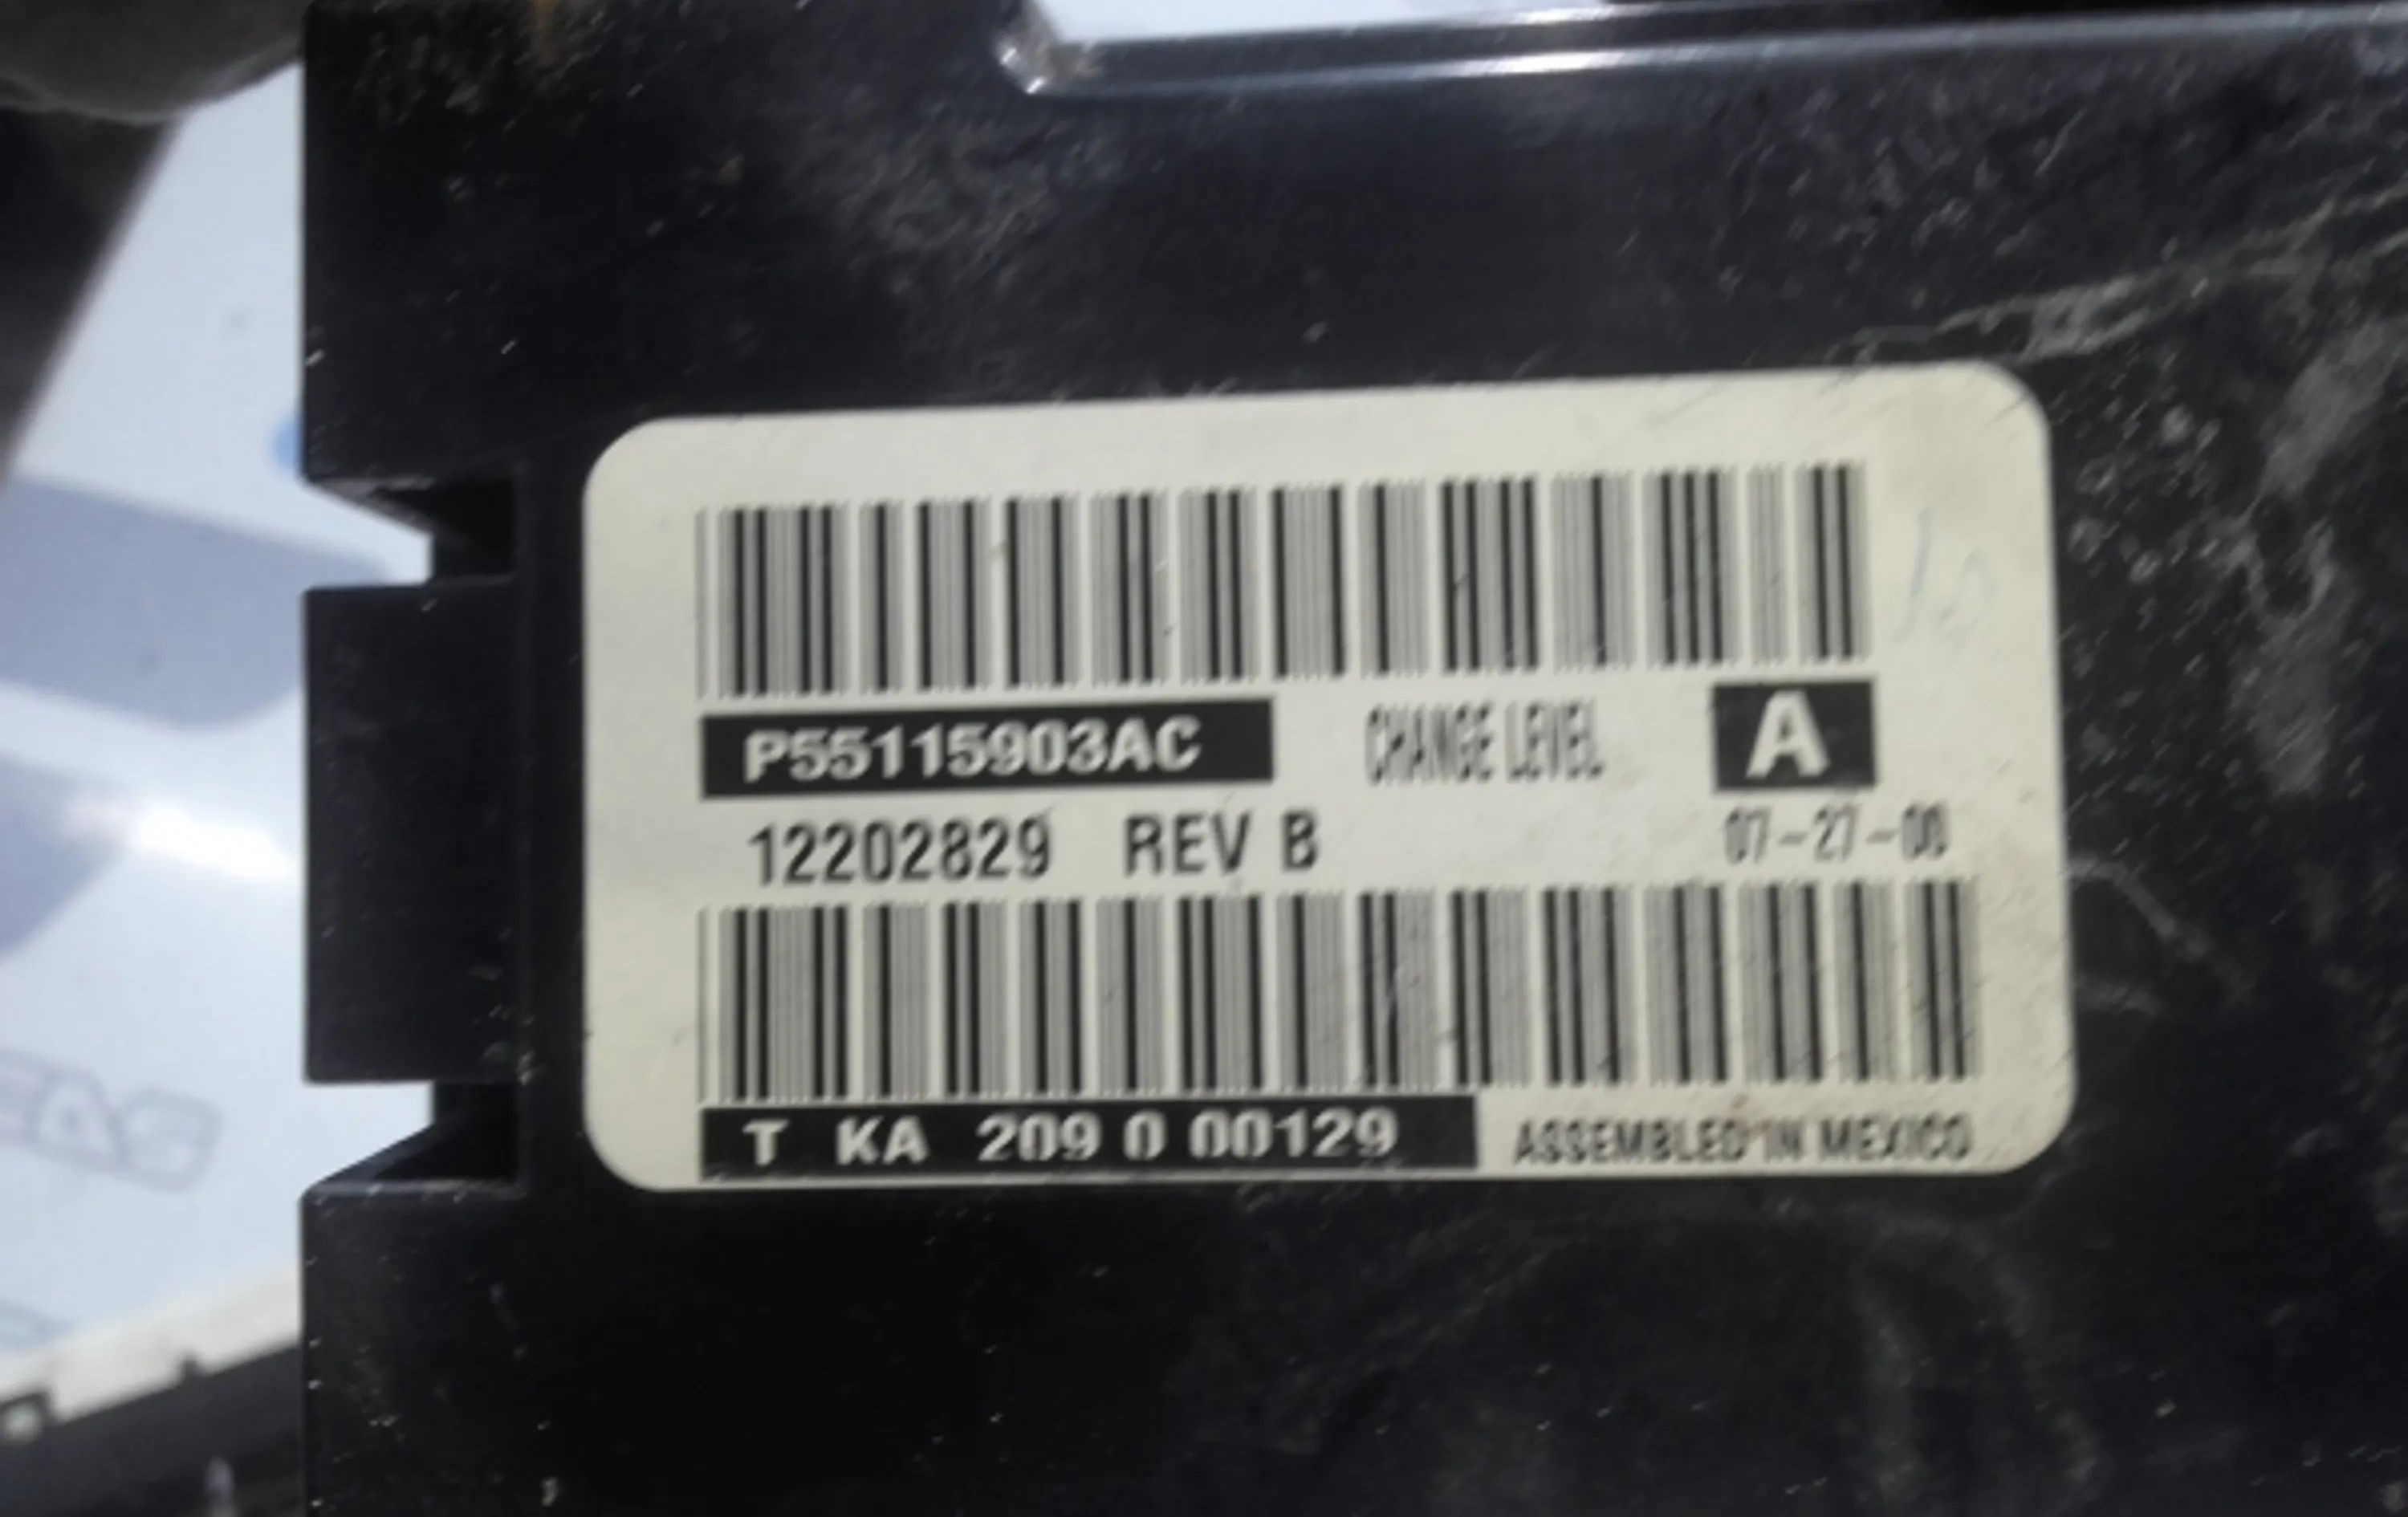 P55115903AC CHANGE LEVEL A
12202829 REV B 07-27-08
T KA 209 0 00129 ASSEMBLED IN MEXICO